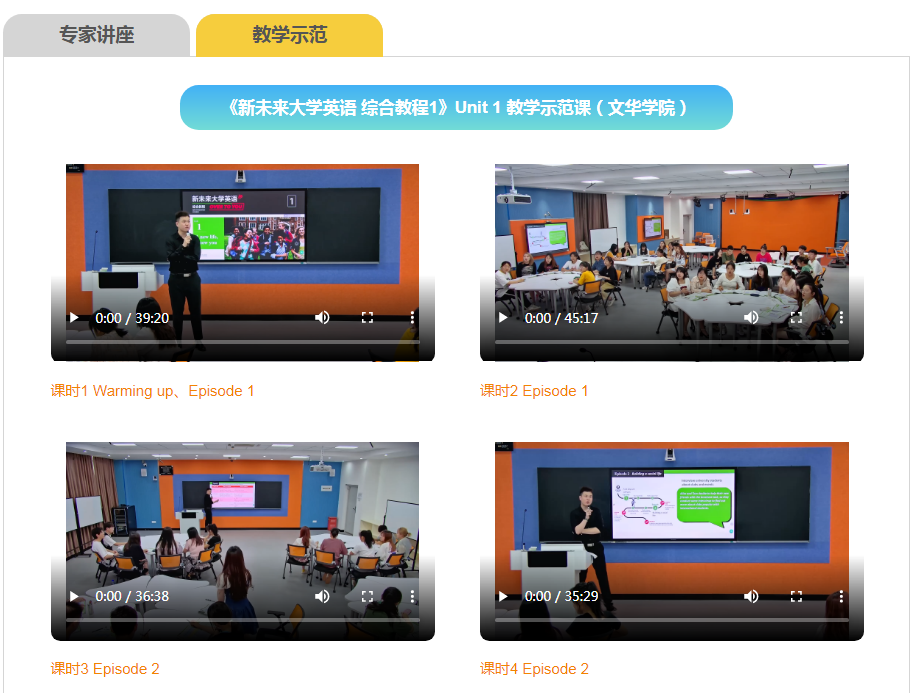 专家讲座
教学示范
《新未来大学英语 综合教程1》Unit 1 教学示范课（文华学院）
新未来大学英语
1
1
0:00 / 39:20
0:00 / 45:17
课时1 Warming up、Episode 1
课时2 Episode 1
0:00 / 36:38
0:00 / 35:29
课时3 Episode 2
课时4 Episode 2